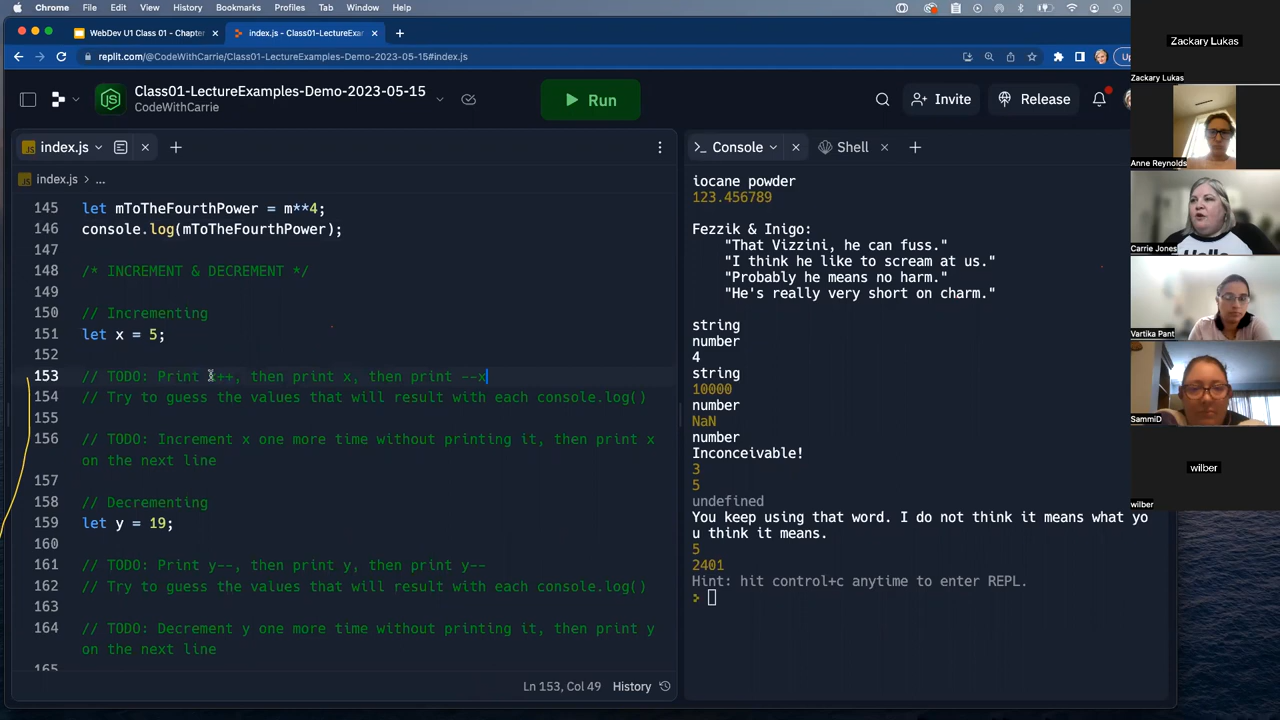 Chrome File Edit View History Bookmarks Profiles Tab Window Help
WebDev U1 Class 01 - Chapter
index.js - Class01-LectureExa
replit.com/@CodeWithCarrie/Class01-LectureExamples-Demo-2023-05-15#index.js
Class01-LectureExamples-Demo-2023-05-15
CodeWithCarrie
Run
Invite
Release
index.js
index.js > ...
145 let mToTheFourthPower = m**4;
146 console.log(mToTheFourthPower);
147
148 /* INCREMENT & DECREMENT */
149
150 // Incrementing
151 let x = 5;
152
153 // TODO: Print x++, then print x, then print --x
154 // Try to guess the values that will result with each console.log()
155
156 // TODO: Increment x one more time without printing it, then print x
on the next line
157
158 // Decrementing
159 let y = 19;
160
161 // TODO: Print y--, then print y, then print y--
162 // Try to guess the values that will result with each console.log()
163
164 // TODO: Decrement y one more time without printing it, then print y
on the next line
165
Ln 153, Col 49 History
Console
Shell
iocane powder
123.456789
Fezzik & Inigo:
"That Vizzini, he can fuss."
"I think he like to scream at us."
"Probably he means no harm."
"He's really very short on charm."
string
number
4
string
10000
number
NaN
number
Inconceivable!
3
5
undefined
You keep using that word. I do not think it means what yo
u think it means.
5
2401
Hint: hit control+c anytime to enter REPL.
>
Zackary Lukas
Zackary Lukas
Anne Reynolds
Carrie Jones
Vartika Pant
SammiD
wilber
wilber